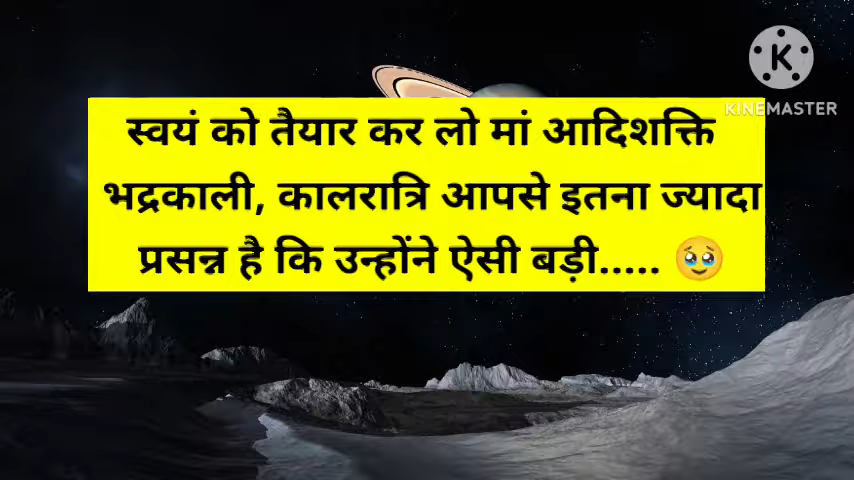 K
KINEMASTER
स्वयं को तैयार कर लो मां आदिशक्ति
भद्रकाली, कालरात्रि आपसे इतना ज्यादा
प्रसन्न है कि उन्होंने ऐसी बड़ी..... 🥹